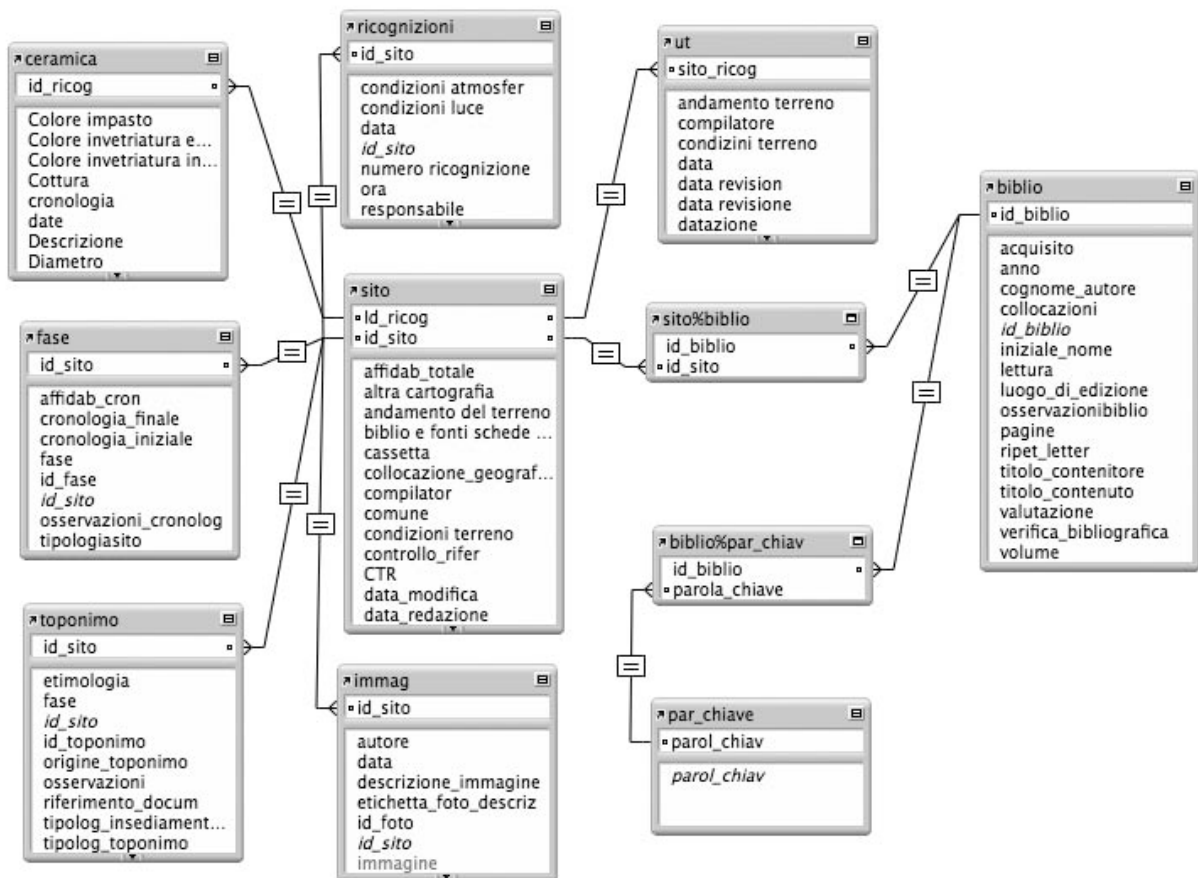 ceramica
id_ricog
Colore impasto
Colore invetriatura e...
Colore invetriatura in...
Cottura
cronologia
date
Descrizione
Diametro
ricognizioni
id_sito
condizioni atmosfer
condizioni luce
data
id_sito
numero ricognizione
ora
responsabile
ut
sito_ricog
andamento terreno
compilatore
condizini terreno
data
data revision
data revisione
datazione
biblio
id_biblio
acquisito
anno
cognome_autore
collocazioni
id_biblio
iniziale_nome
lettura
luogo_di_edizione
osservazionibiblio
pagine
ripet_letter
titolo_contenitore
titolo_contenuto
valutazione
verifica_bibliografica
volume
fase
id_sito
affidab_cron
cronologia_finale
cronologia_iniziale
fase
id_fase
id_sito
osservazioni_cronolog
tipologiasito
sito
Id_ricog
id_sito
affidab_totale
altra cartografia
andamento del terreno
biblio e fonti schede ...
cassetta
collocazione_geograf...
compilator
comune
condizioni terreno
controllo_rifer
CTR
data_modifica
data_redazione
sito%biblio
id_biblio
id_sito
biblio%par_chiav
id_biblio
parola_chiave
toponimo
id_sito
etimologia
fase
id_sito
id_toponimo
origine_toponimo
osservazioni
riferimento_docum
tipolog_insediament...
tipolog_toponimo
immag
id_sito
autore
data
descrizione_immagine
etichetta_foto_descriz
id_foto
id_sito
immagine
par_chiave
parol_chiav
parol_chiav